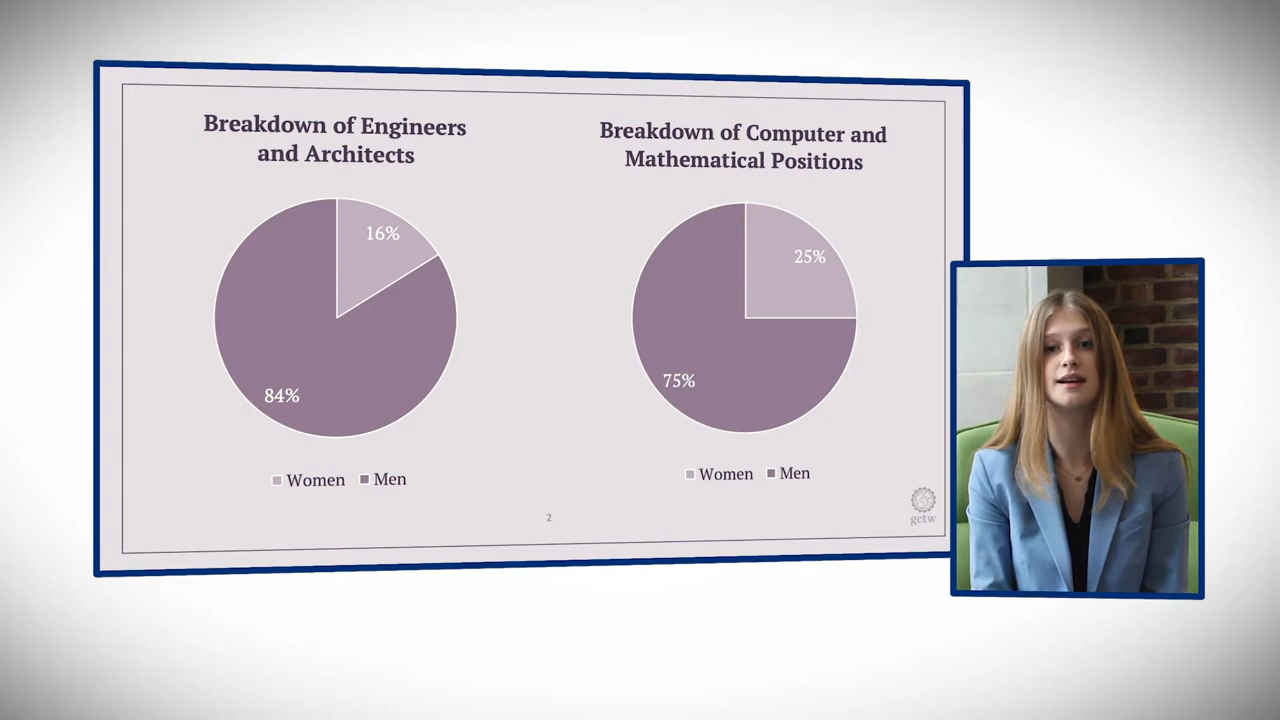 Breakdown of Engineers
and Architects
16%
84%
Women Men
Breakdown of Computer and
Mathematical Positions
25%
75%
Women Men
2
gctw